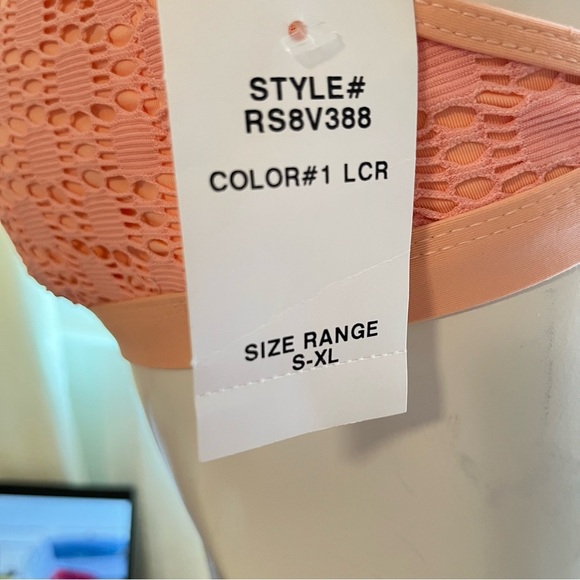 STYLE#
RS8V388
COLOR#1 LCR
SIZE RANGE
S-XL